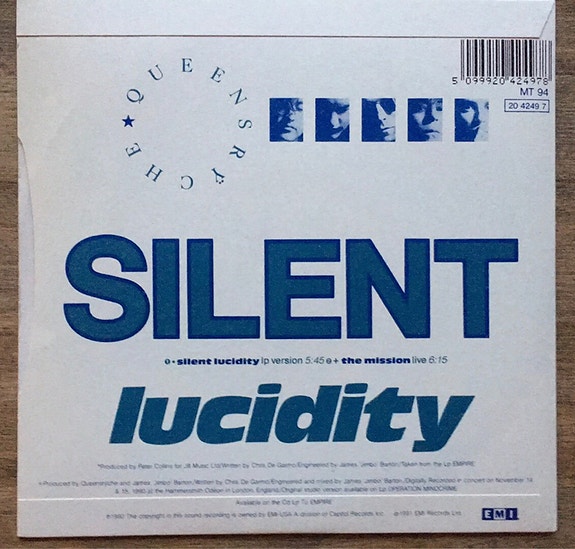 QUEENSRŸCHE
5 099920 424978
MT 94
20 4249 7
SILENT
silent lucidity lp version 5:45 + the mission live 6:15
lucidity
*Produced by Peter Collins for Jill Music Ltd/Written by Chris De Garmo/Engineered by James 'Jimbo' Barton/Taken from the Lp EMPIRE
+Produced by Queensrÿche and James 'Jimbo' Barton/Written by Chris De Garmo/Engineered and mixed by James 'Jimbo' Barton/Digitally Recorded in concert on November 14
& 15, 1990 at the Hammersmith Odeon in London, England/Original studio version available on Lp OPERATION MINDCRIME
Available on the Cd Lp Tc EMPIRE
℗1990 The copyright in this sound recording is owned by EMI-USA A division of Capitol Records Inc. ©1991 EMI Records Ltd.
EMI